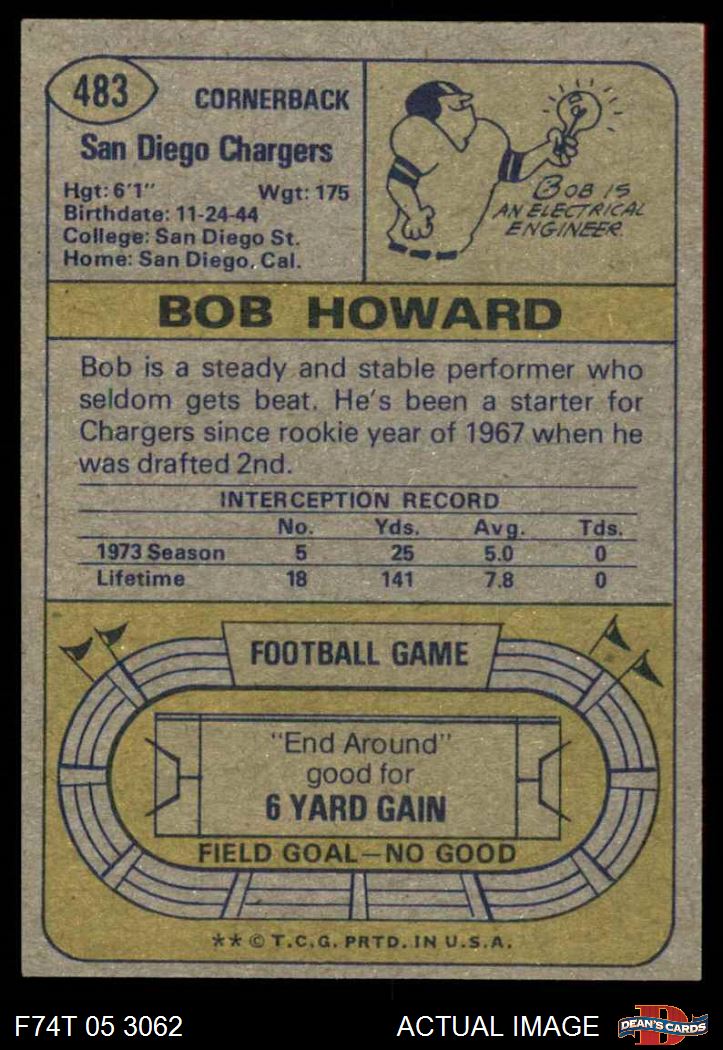 483
CORNERBACK
San Diego Chargers
Hgt: 6'1" Wgt: 175
Birthdate: 11-24-44
College: San Diego St.
Home: San Diego, Cal.
BOB IS
AN ELECTRICAL
ENGINEER.
BOB HOWARD
Bob is a steady and stable performer who
seldom gets beat. He's been a starter for
Chargers since rookie year of 1967 when he
was drafted 2nd.
INTERCEPTION RECORD
No. Yds. Avg. Tds.
1973 Season 5 25 5.0 0
Lifetime 18 141 7.8 0
FOOTBALL GAME
"End Around"
good for
6 YARD GAIN
FIELD GOAL—NO GOOD
** © T.C.G. PRTD. IN U.S.A.
F74T 05 3062 ACTUAL IMAGE
D
DEAN'S CARDS